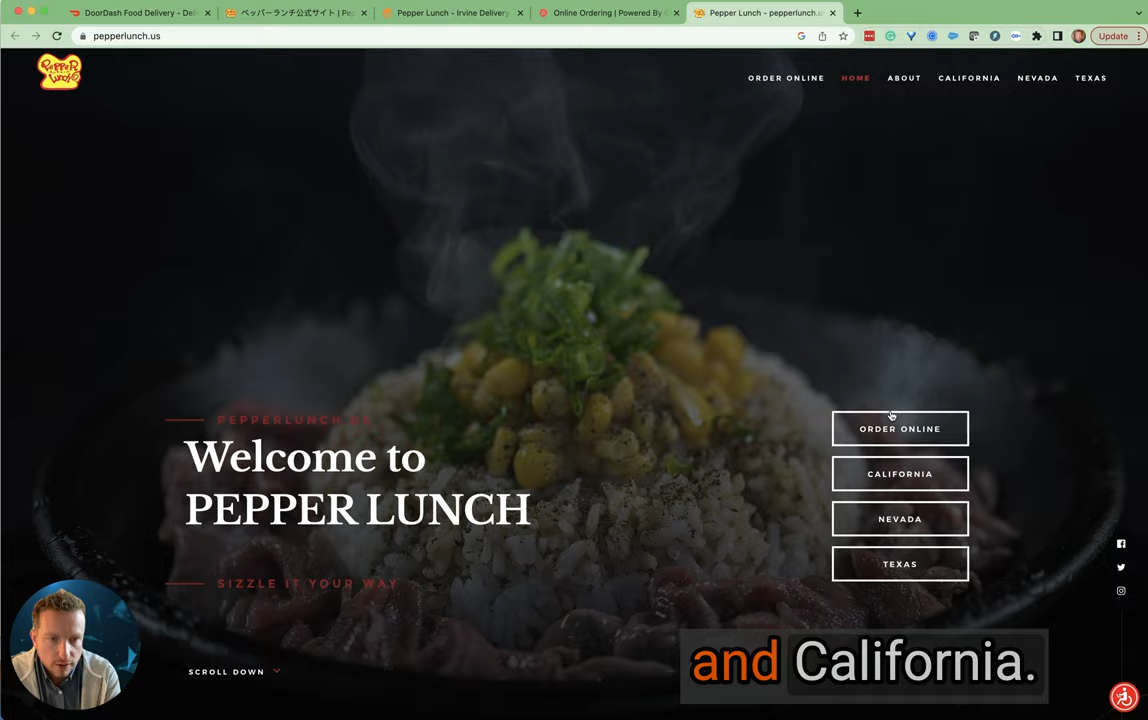 DoorDash Food Delivery - Deli
ペッパーランチ公式サイト | Pep
Pepper Lunch - Irvine Delivery
Online Ordering | Powered By
Pepper Lunch - pepperlunch.u
pepperlunch.us
Update
PePPeR
Lunch
ORDER ONLINE
HOME
ABOUT
CALIFORNIA
NEVADA
TEXAS
PEPPERLUNCH US
Welcome to
PEPPER LUNCH
SIZZLE IT YOUR WAY
SCROLL DOWN
ORDER ONLINE
CALIFORNIA
NEVADA
TEXAS
and California.